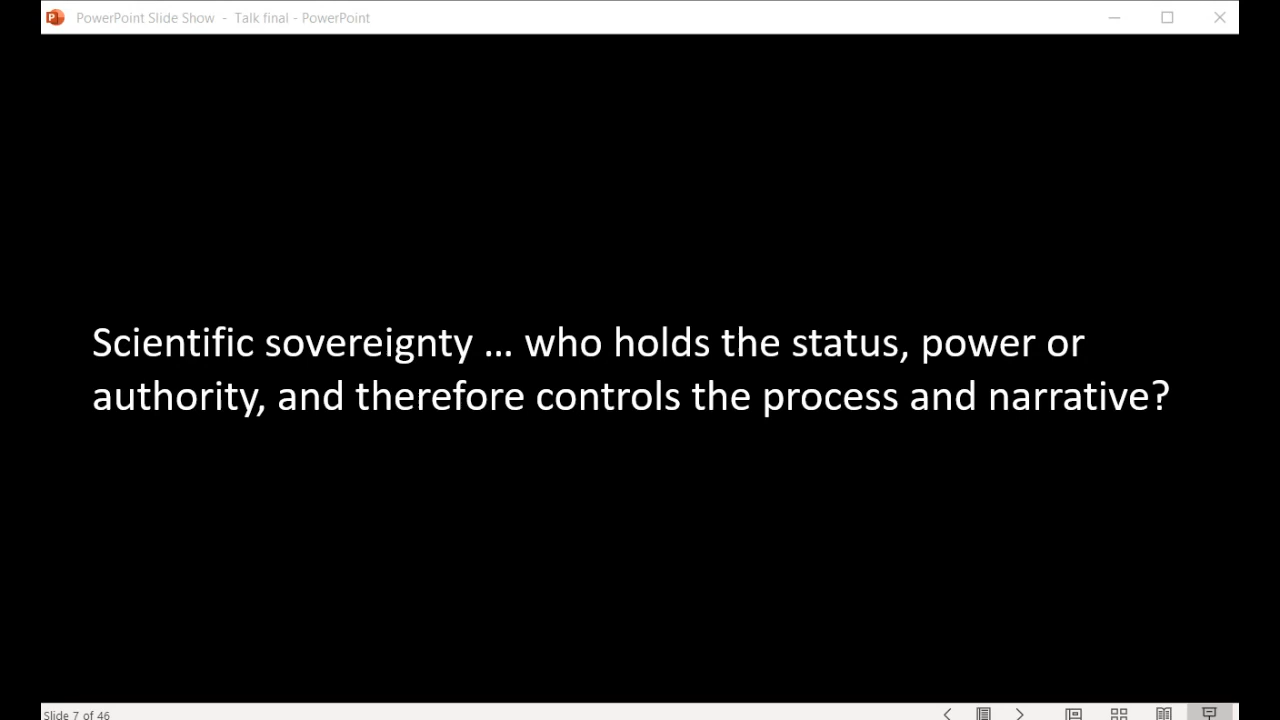 PowerPoint Slide Show - Talk final - PowerPoint
Scientific sovereignty ... who holds the status, power or
authority, and therefore controls the process and narrative?
Slide 7 of 46